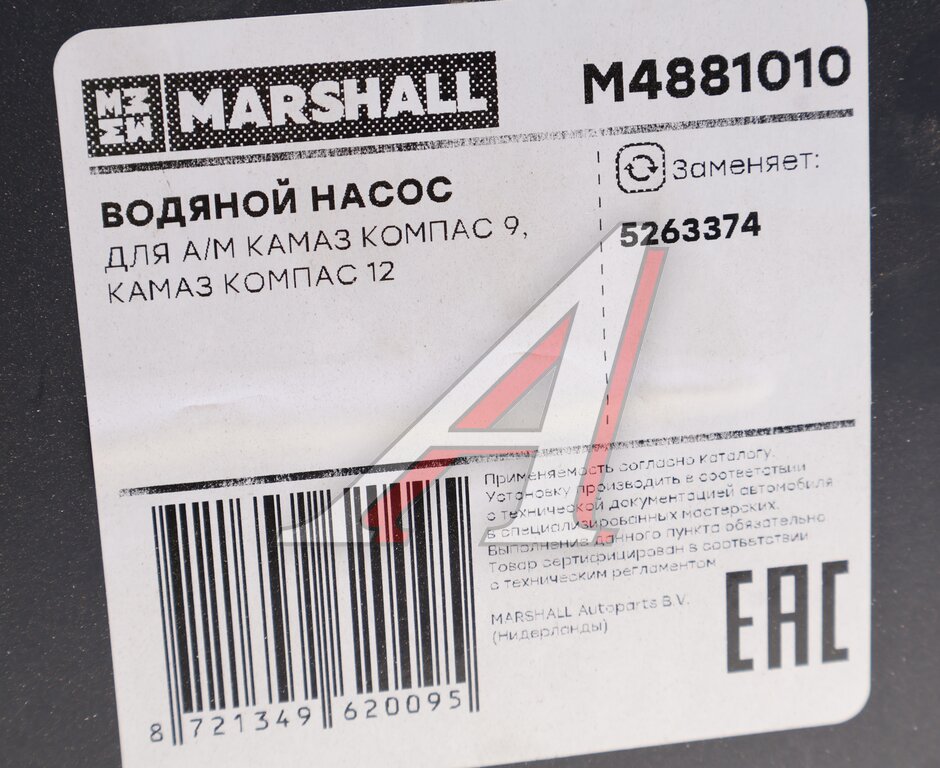 MARSHALL
M4881010
ВОДЯНОЙ НАСОС
ДЛЯ А/М КАМАЗ КОМПАС 9,
КАМАЗ КОМПАС 12
Заменяет:
5263374
Применяемость согласно каталогу.
Установку производить в соответствии
с технической документацией автомобиля
в специализированных мастерских.
Выполнение данного пункта обязательно
Товар сертифицирован в соответствии
с техническим регламентом
MARSHALL Autoparts B.V.
(Нидерланды)
EAC
8 721349 620095